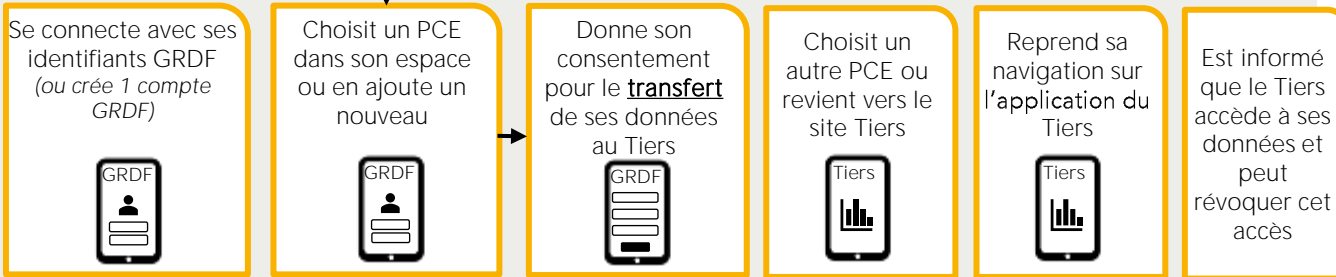 Se connecte avec ses
identifiants GRDF
(ou crée 1 compte
GRDF)
GRDF
Choisit un PCE
dans son espace
ou en ajoute un
nouveau
GRDF
Donne son
consentement
pour le transfert
de ses données
au Tiers
GRDF
Choisit un
autre PCE ou
revient vers le
site Tiers
Tiers
Reprend sa
navigation sur
l'application du
Tiers
Tiers
Est informé
que le Tiers
accède à ses
données et
peut
révoquer cet
accès